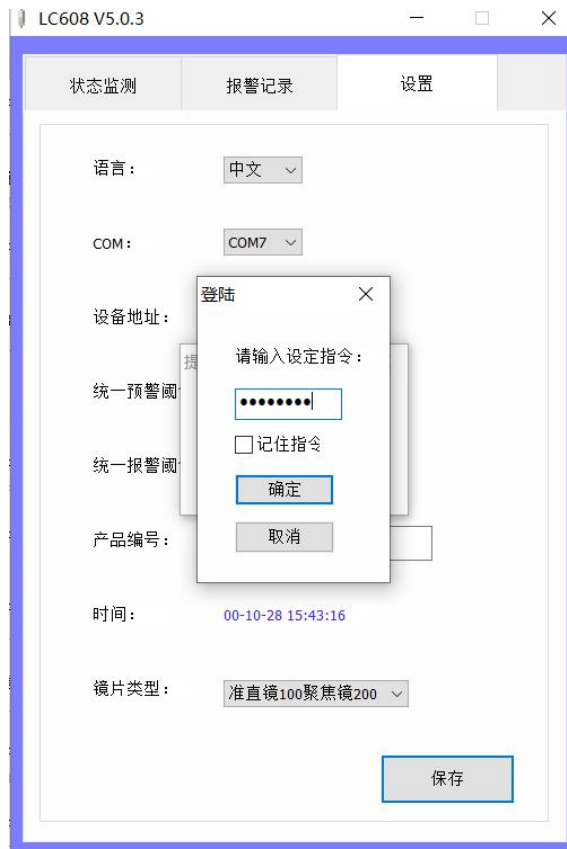 LC608 V5.0.3
状态监测 报警记录 设置
语言： 中文
COM： COM7
登陆
设备地址：
请输入设定指令：
提
统一预警阈
••••••••
记住指令
统一报警阈
确定
产品编号：
取消
时间： 00-10-28 15:43:16
镜片类型： 准直镜100聚焦镜200
保存